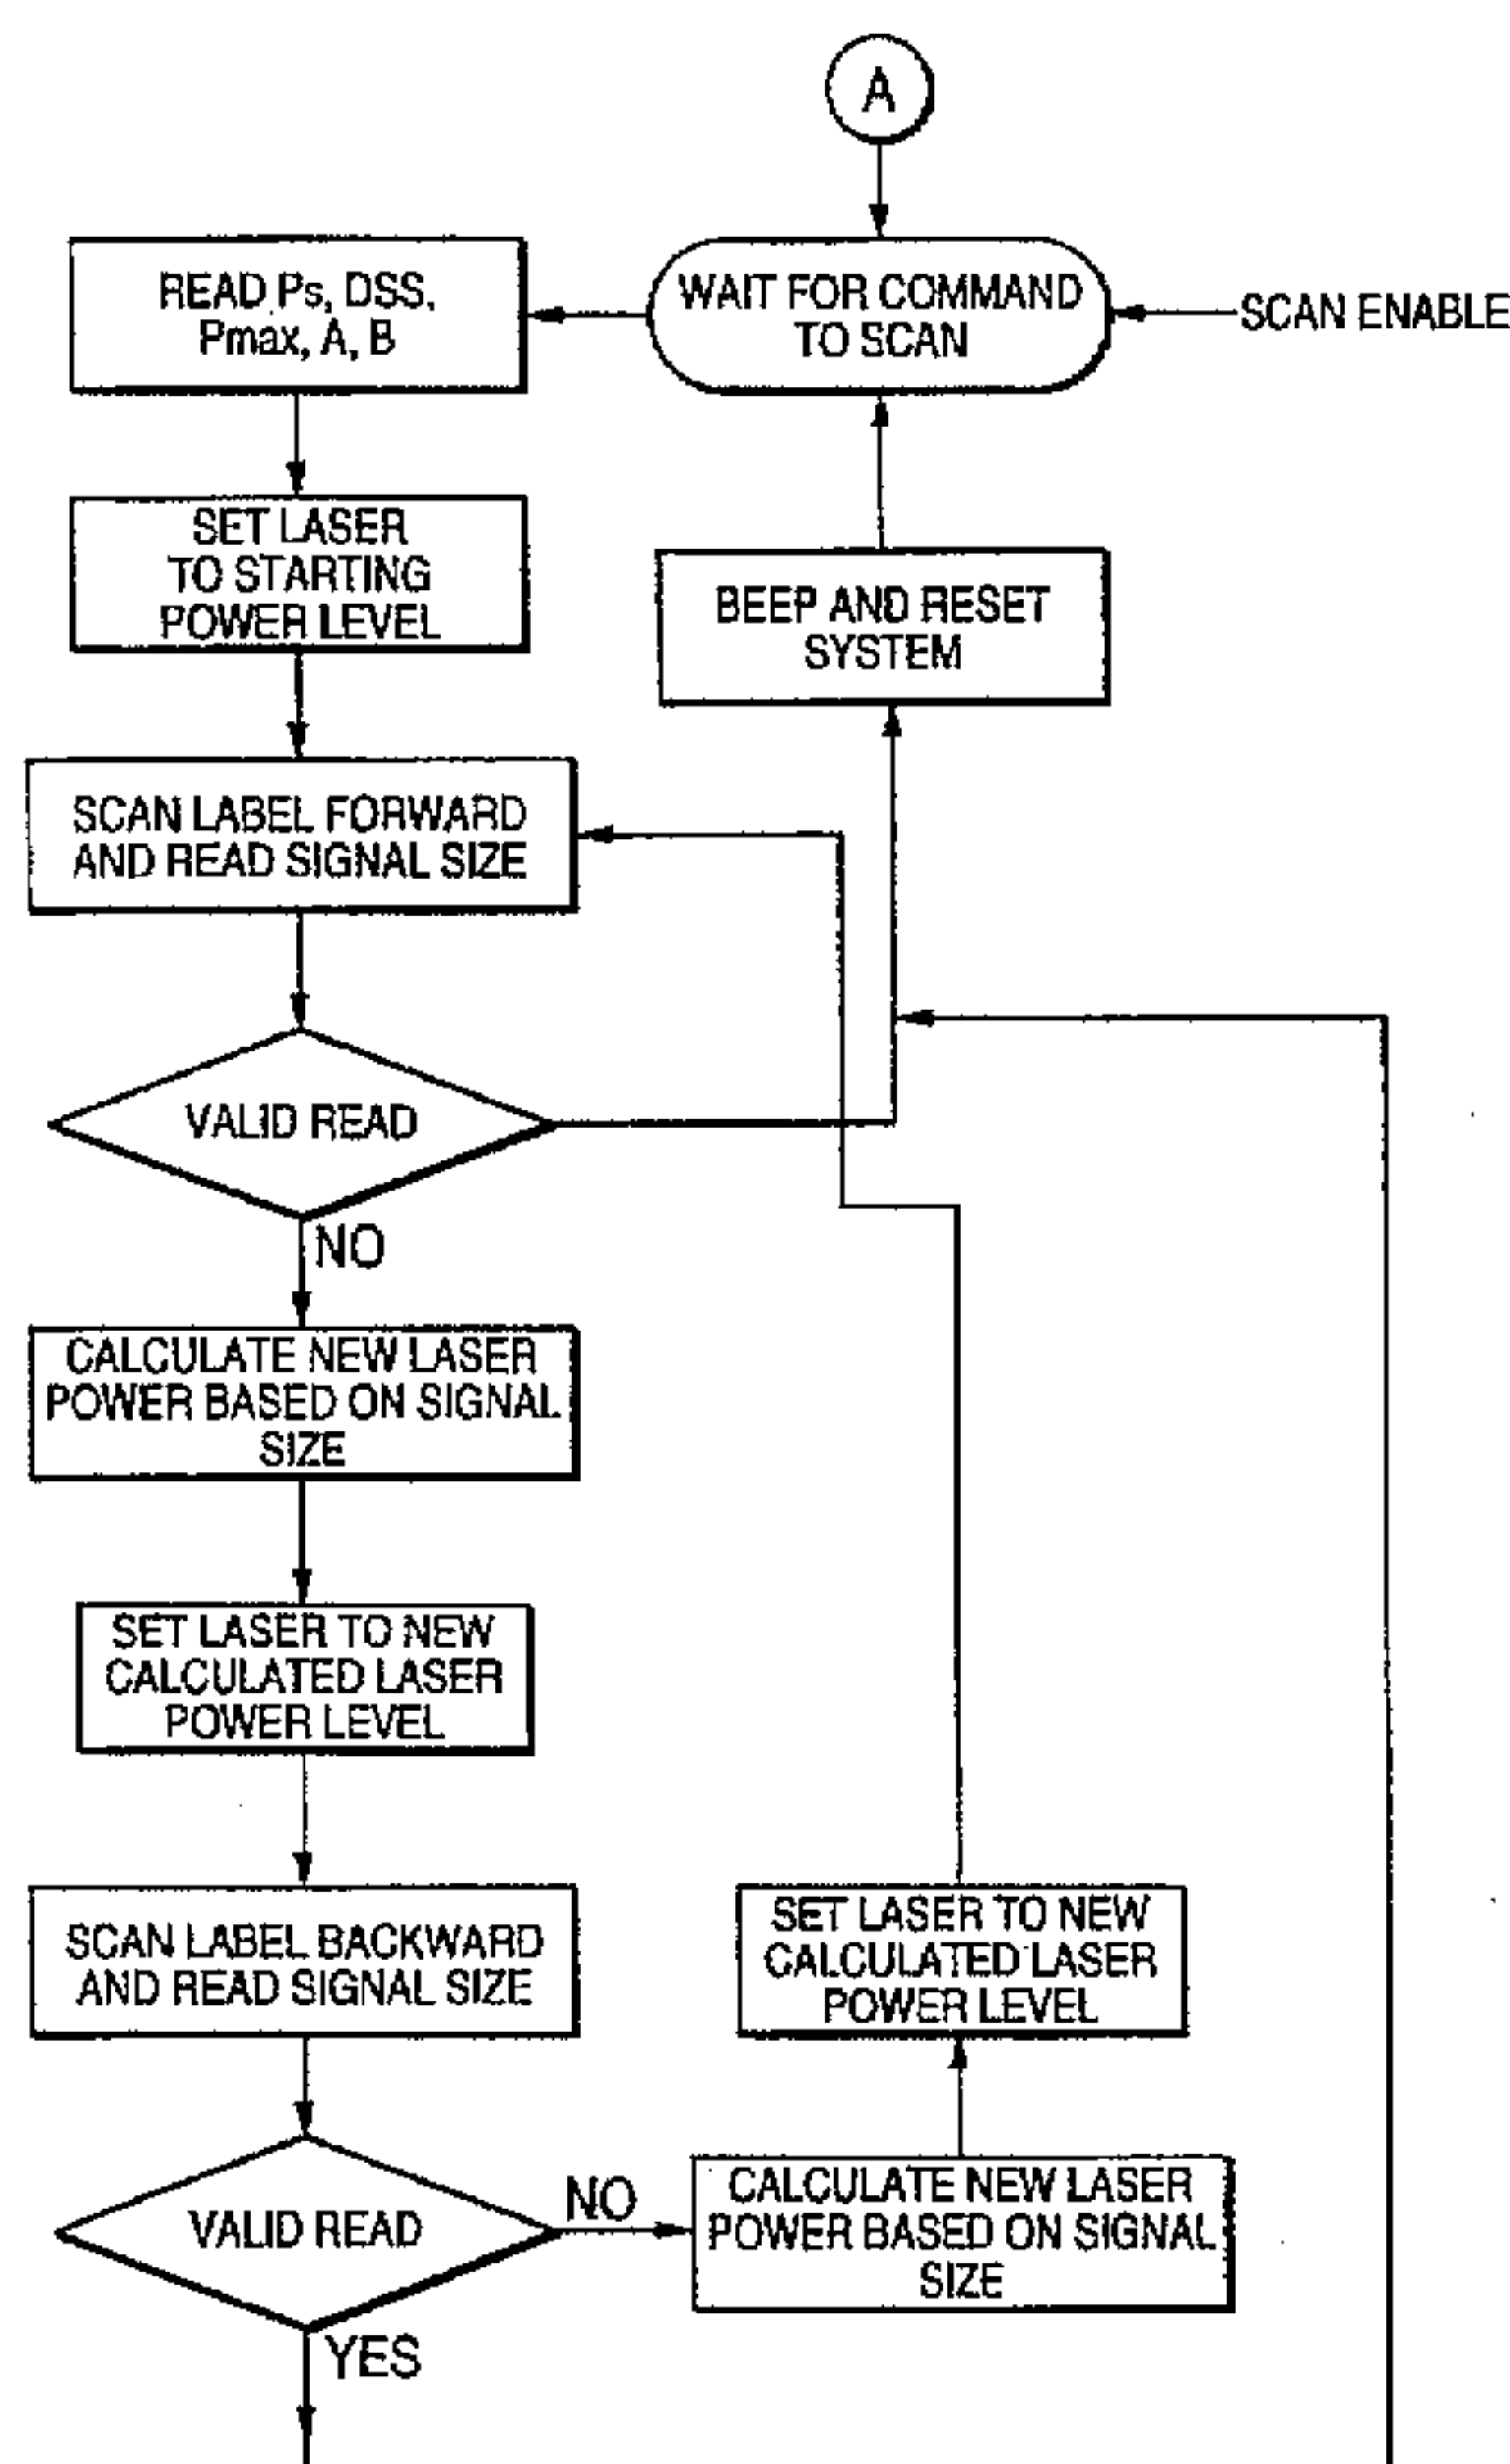 A
READ Ps, DSS,
Pmax, A, B
WAIT FOR COMMAND
TO SCAN
SCAN ENABLE
SET LASER
TO STARTING
POWER LEVEL
BEEP AND RESET
SYSTEM
SCAN LABEL FORWARD
AND READ SIGNAL SIZE
VALID READ
NO
CALCULATE NEW LASER
POWER BASED ON SIGNAL
SIZE
SET LASER TO NEW
CALCULATED LASER
POWER LEVEL
SCAN LABEL BACKWARD
AND READ SIGNAL SIZE
SET LASER TO NEW
CALCULATED LASER
POWER LEVEL
VALID READ
NO
CALCULATE NEW LASER
POWER BASED ON SIGNAL
SIZE
YES